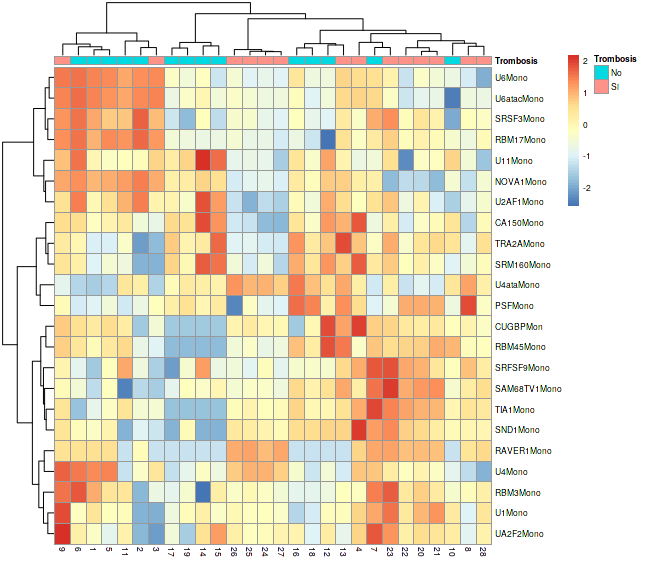 Trombosis
U6Mono
U6atacMono
SRSF3Mono
RBM17Mono
U11Mono
NOVA1Mono
U2AF1Mono
CA150Mono
TRA2AMono
SRM160Mono
U4ataMono
PSFMono
CUGBPMon
RBM45Mono
SRFSF9Mono
SAM68TV1Mono
TIA1Mono
SND1Mono
RAVER1Mono
U4Mono
RBM3Mono
U1Mono
UA2F2Mono
9 6 1 5 11 2 3 17 19 14 15 26 25 24 27 16 18 12 13 4 7 23 22 20 21 10 8 28
2
1
0
-1
-2
Trombosis
No
SI